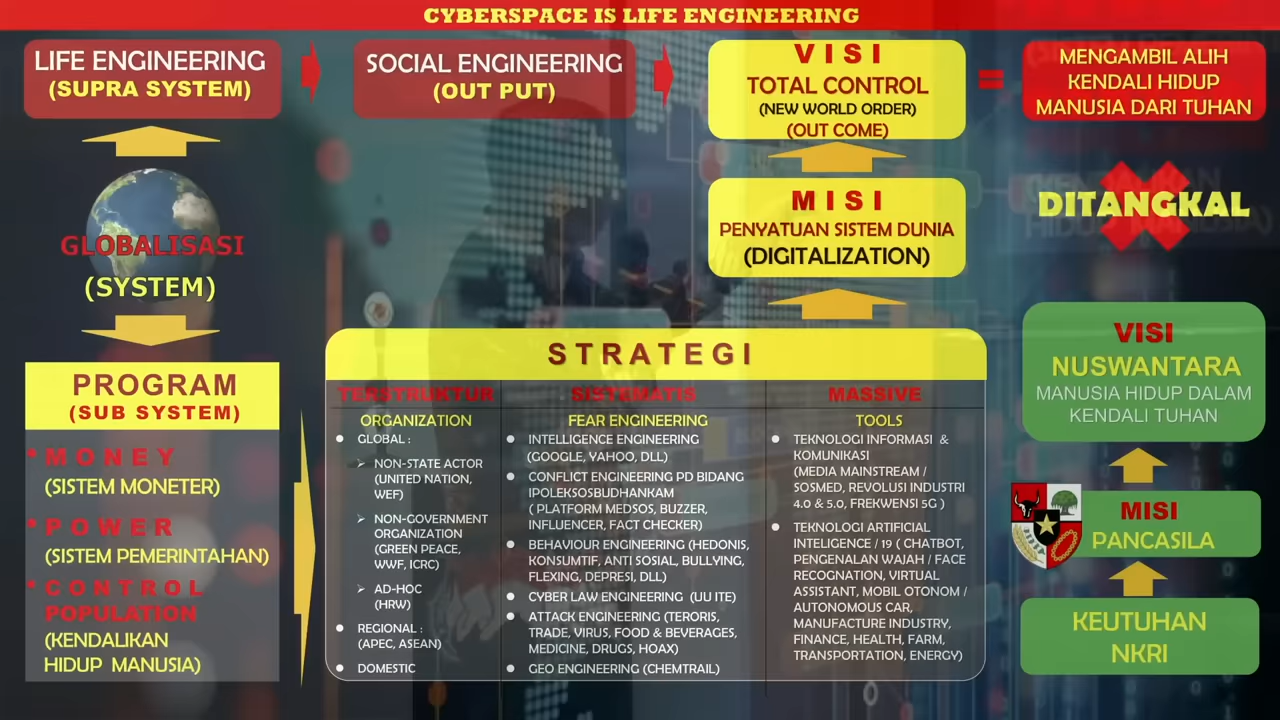 CYBERSPACE IS LIFE ENGINEERING
LIFE ENGINEERING
(SUPRA SYSTEM)
SOCIAL ENGINEERING
(OUT PUT)
V I S I
TOTAL CONTROL
(NEW WORLD ORDER)
(OUT COME)
=
MENGAMBIL ALIH
KENDALI HIDUP
MANUSIA DARI TUHAN
GLOBALISASI
(SYSTEM)
M I S I
PENYATUAN SISTEM DUNIA
(DIGITALIZATION)
DITANGKAL
PROGRAM
(SUB SYSTEM)
* M O N E Y
(SISTEM MONETER)
* P O W E R
(SISTEM PEMERINTAHAN)
* C O N T R O L
POPULATION
(KENDALIKAN
HIDUP MANUSIA)
S T R A T E G I
TERSTRUKTUR
ORGANIZATION
● GLOBAL :
➢ NON-STATE ACTOR
(UNITED NATION,
WEF)
➢ NON-GOVERNMENT
ORGANIZATION
(GREEN PEACE,
WWF, ICRC)
➢ AD-HOC
(HRW)
● REGIONAL :
(APEC, ASEAN)
● DOMESTIC
SISTEMATIS
FEAR ENGINEERING
● INTELLIGENCE ENGINEERING
(GOOGLE, YAHOO, DLL)
● CONFLICT ENGINEERING PD BIDANG
IPOLEKSOSBUDHANKAM
( PLATFORM MEDSOS, BUZZER,
INFLUENCER, FACT CHECKER)
● BEHAVIOUR ENGINEERING (HEDONIS,
KONSUMTIF, ANTI SOSIAL, BULLYING,
FLEXING, DEPRESI, DLL)
● CYBER LAW ENGINEERING (UU ITE)
● ATTACK ENGINEERING (TERORIS,
TRADE, VIRUS, FOOD & BEVERAGES,
MEDICINE, DRUGS, HOAX)
● GEO ENGINEERING (CHEMTRAIL)
MASSIVE
TOOLS
● TEKNOLOGI INFORMASI &
KOMUNIKASI
(MEDIA MAINSTREAM /
SOSMED, REVOLUSI INDUSTRI
4.0 & 5.0, FREKWENSI 5G )
● TEKNOLOGI ARTIFICIAL
INTELIGENCE / 19 ( CHATBOT,
PENGENALAN WAJAH / FACE
RECOGNATION, VIRTUAL
ASSISTANT, MOBIL OTONOM /
AUTONOMOUS CAR,
MANUFACTURE INDUSTRY,
FINANCE, HEALTH, FARM,
TRANSPORTATION, ENERGY)
VISI
NUSWANTARA
MANUSIA HIDUP DALAM
KENDALI TUHAN
MISI
PANCASILA
KEUTUHAN
NKRI